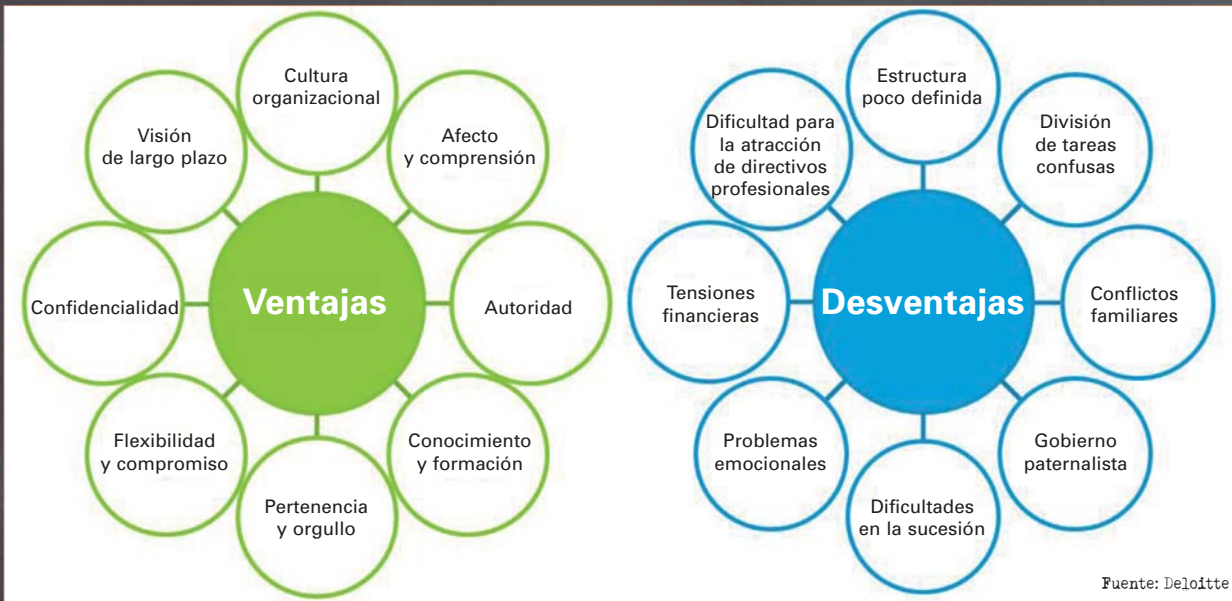 Ventajas
Cultura
organizacional
Afecto
y comprensión
Autoridad
Conocimiento
y formación
Pertenencia
y orgullo
Flexibilidad
y compromiso
Confidencialidad
Visión
de largo plazo
Desventajas
Estructura
poco definida
División
de tareas
confusas
Conflictos
familiares
Gobierno
paternalista
Dificultades
en la sucesión
Problemas
emocionales
Tensiones
financieras
Dificultad para
la atracción
de directivos
profesionales
Fuente: Deloitte